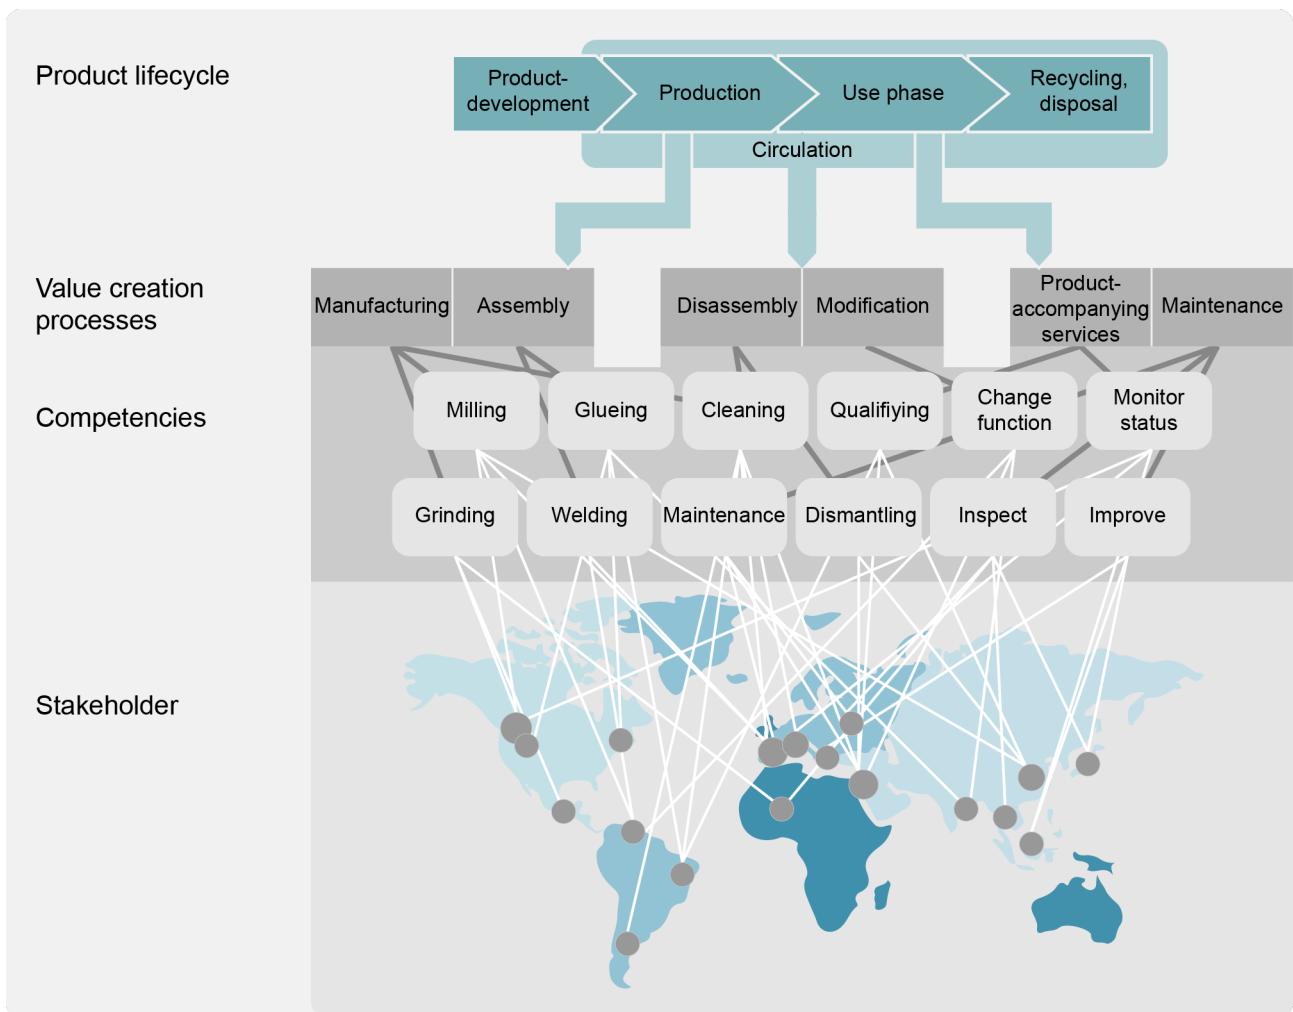 Product lifecycle
Product-
development
Production
Use phase
Recycling,
disposal
Circulation
Value creation
processes
Manufacturing
Assembly
Disassembly
Modification
Product-
accompanying
services
Maintenance
Competencies
Milling
Glueing
Cleaning
Qualifiying
Change
function
Monitor
status
Grinding
Welding
Maintenance
Dismantling
Inspect
Improve
Stakeholder